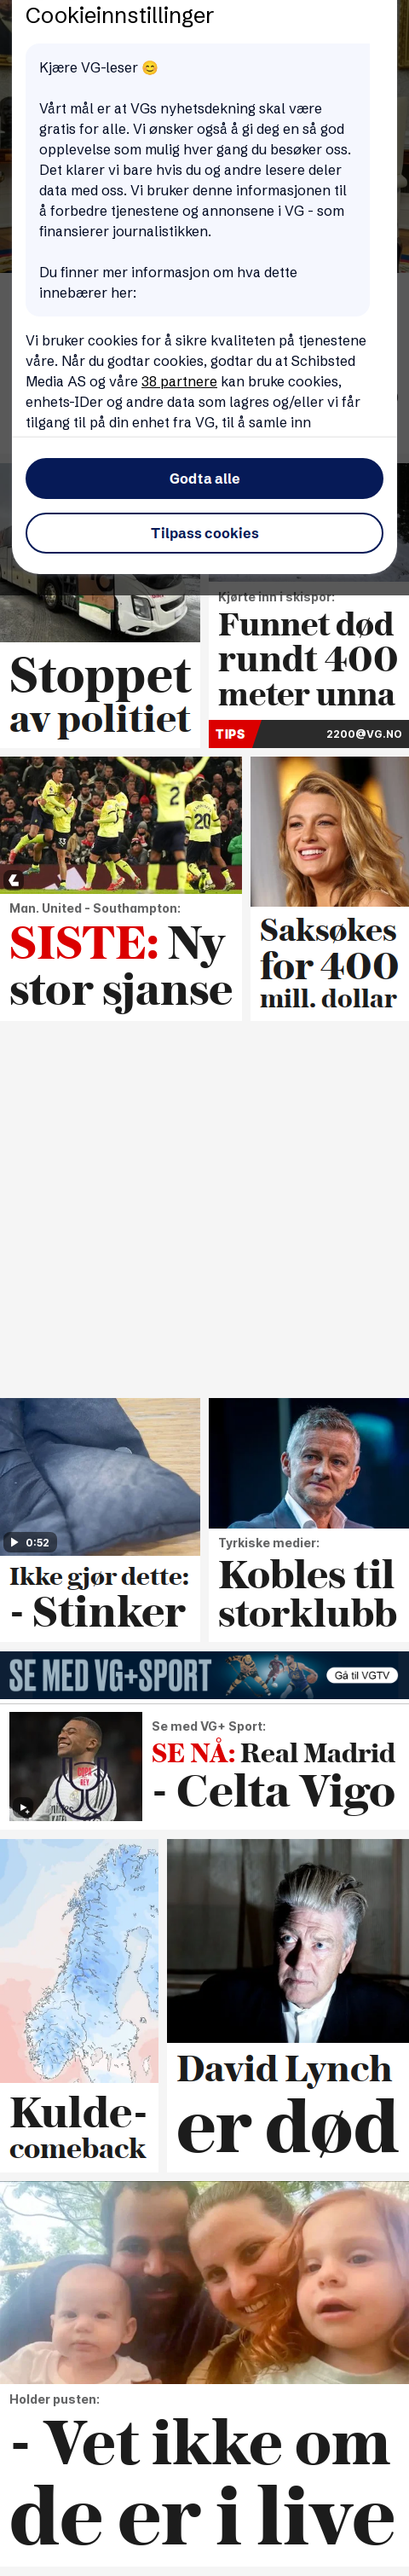 Cookieinnstillinger
Kjære VG-leser 😊
Vårt mål er at VGs nyhetsdekning skal være
gratis for alle. Vi ønsker også å gi deg en så god
opplevelse som mulig hver gang du besøker oss.
Det klarer vi bare hvis du og andre lesere deler
data med oss. Vi bruker denne informasjonen til
å forbedre tjenestene og annonsene i VG - som
finansierer journalistikken.
Du finner mer informasjon om hva dette
innebærer her:
Vi bruker cookies for å sikre kvaliteten på tjenestene
våre. Når du godtar cookies, godtar du at Schibsted
Media AS og våre 38 partnere kan bruke cookies,
enhets-IDer og andre data som lagres og/eller vi får
tilgang til på din enhet fra VG, til å samle inn
Godta alle
Tilpass cookies
Stoppet
av politiet
Kjørte inn i skispor:
Funnet død
rundt 400
meter unna
TIPS
2200@VG.NO
2
20
Man. United - Southampton:
SISTE: Ny
stor sjanse
Saksøkes
for 400
mill. dollar
0:52
Ikke gjør dette:
- Stinker
Tyrkiske medier:
Kobles til
storklubb
SE MED VG+SPORT
Gå til VGTV
COPA
REY
Se med VG+ Sport:
SE NÅ: Real Madrid
- Celta Vigo
Kulde-
comeback
David Lynch
er død
Holder pusten:
- Vet ikke om
de er i live